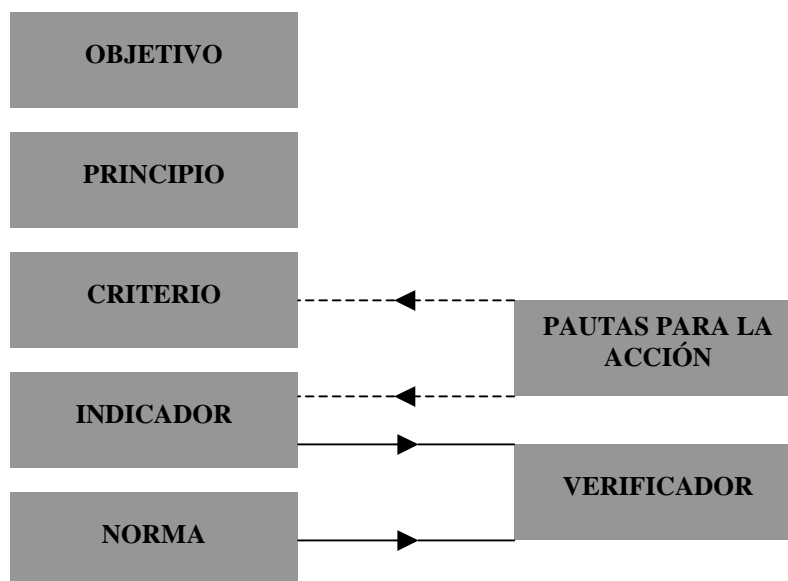 OBJETIVO
PRINCIPIO
CRITERIO
PAUTAS PARA LA
ACCIÓN
INDICADOR
VERIFICADOR
NORMA